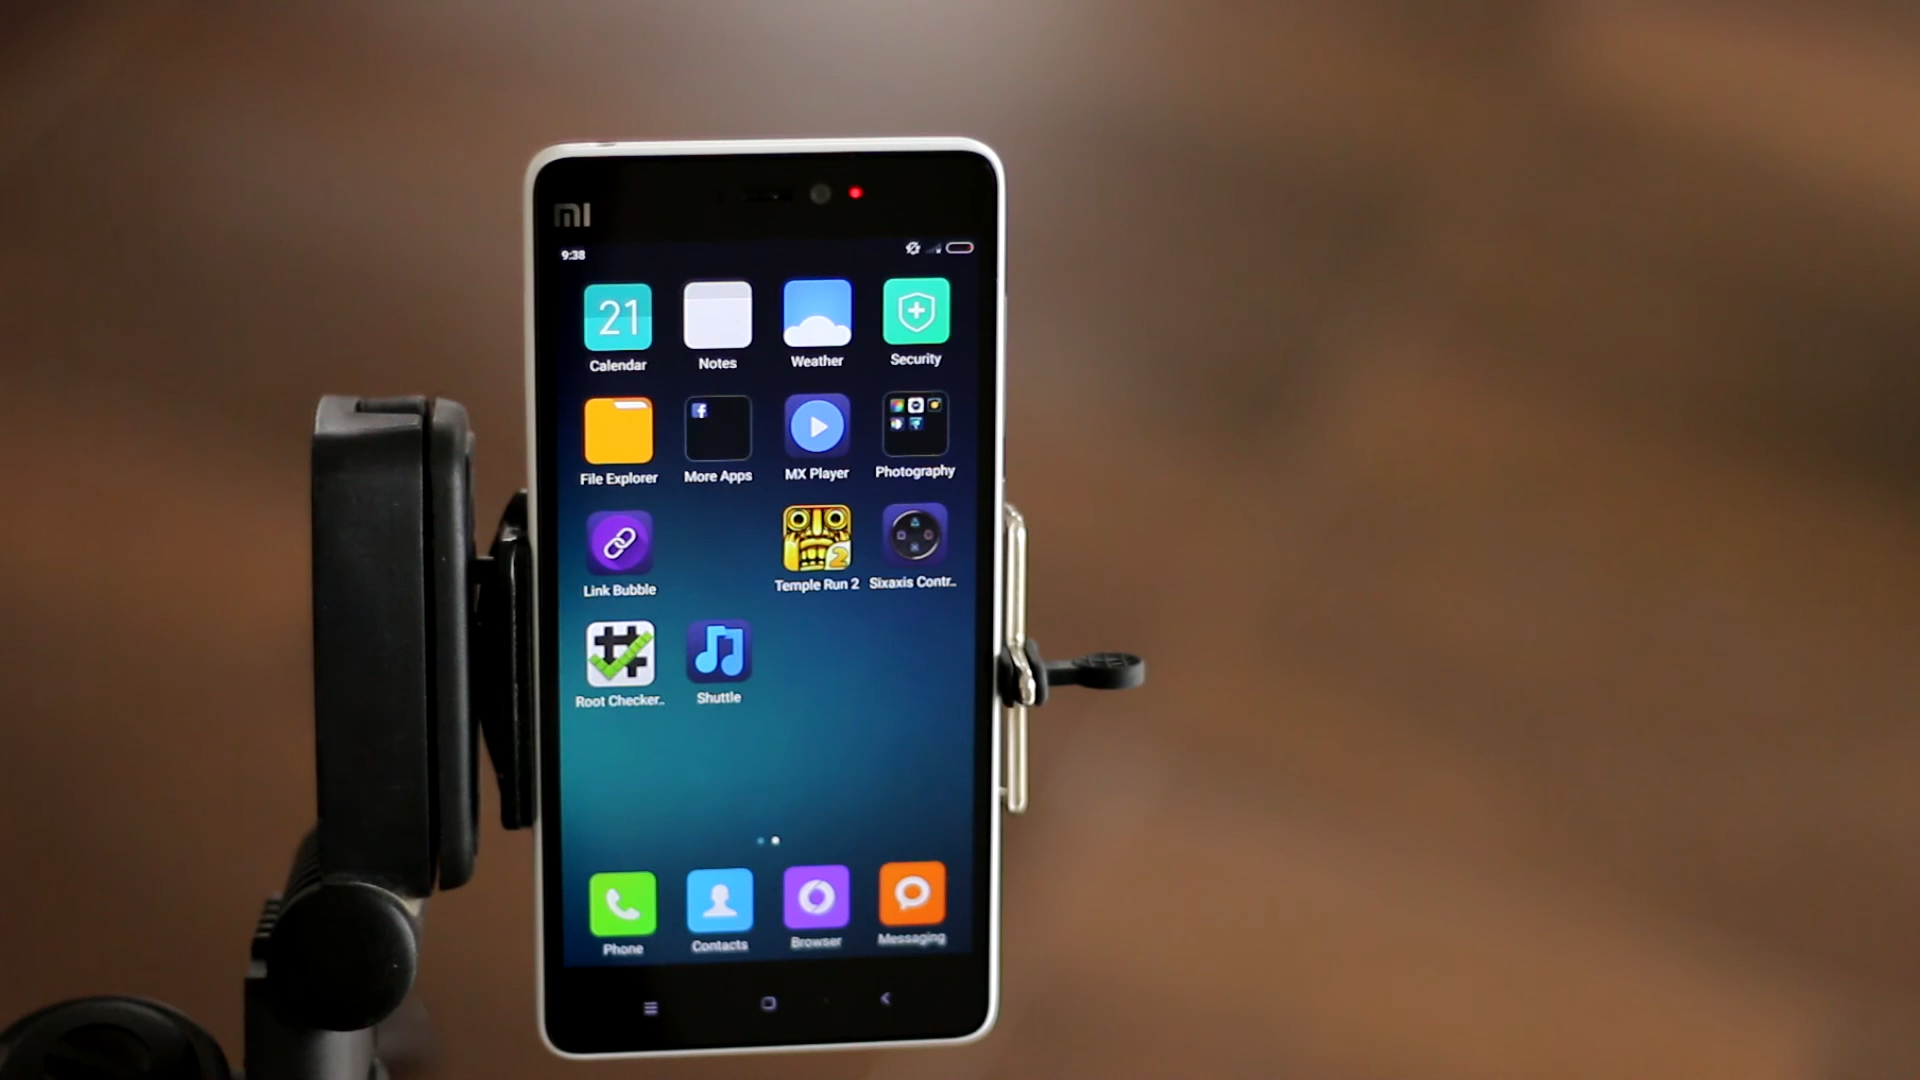 mi
9:38
21
Calendar Notes Weather Security
File Explorer More Apps MX Player Photography
Link Bubble Temple Run 2 Sixaxis Contr..
Root Checker.. Shuttle
Phone Contacts Browser Messaging